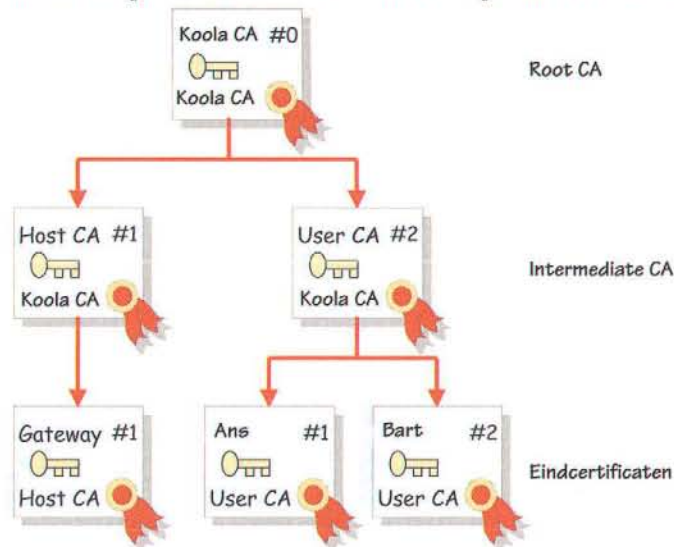 Koola CA #0
Koola CA
Root CA
Host CA #1
Koola CA
User CA #2
Koola CA
Intermediate CA
Gateway #1
Host CA
Ans #1
User CA
Bart #2
User CA
Eindcertificaten